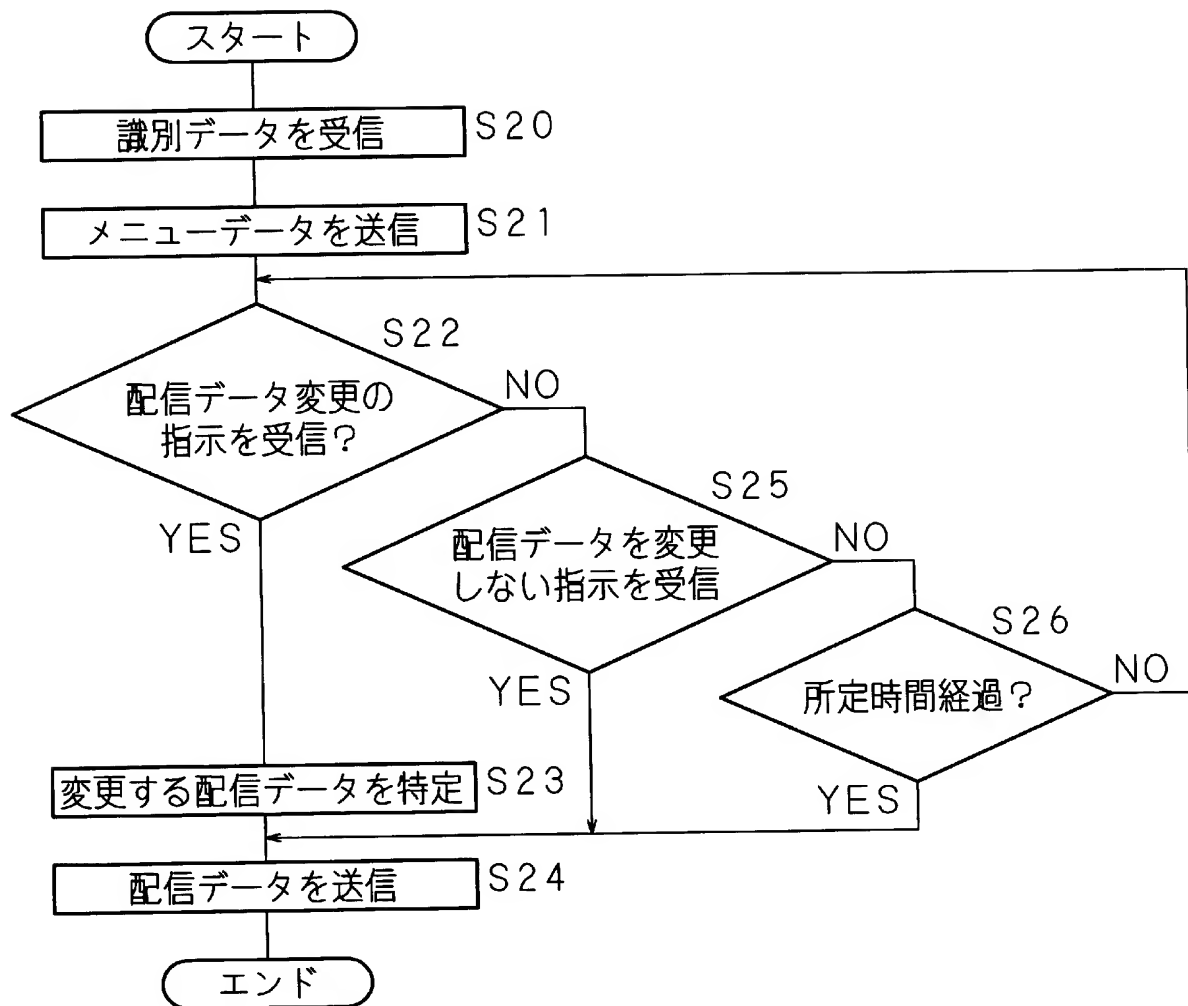 スタート
識別データを受信
S20
メニューデータを送信
S21
S22
配信データ変更の
指示を受信?
NO
YES
S25
配信データを変更
しない指示を受信
NO
YES
S26
所定時間経過?
NO
YES
変更する配信データを特定
S23
配信データを送信
S24
エンド